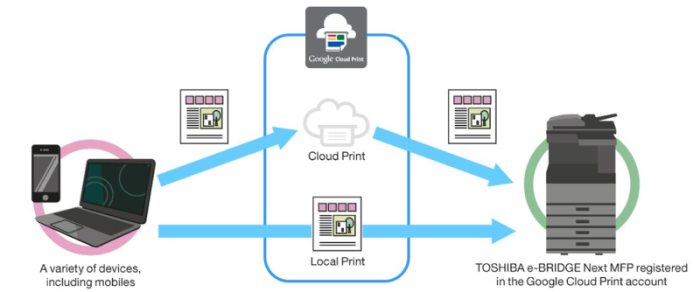 Google Cloud Print
Cloud Print
Local Print
A variety of devices,
including mobiles
TOSHIBA e-BRIDGE Next MFP registered
in the Google Cloud Print account